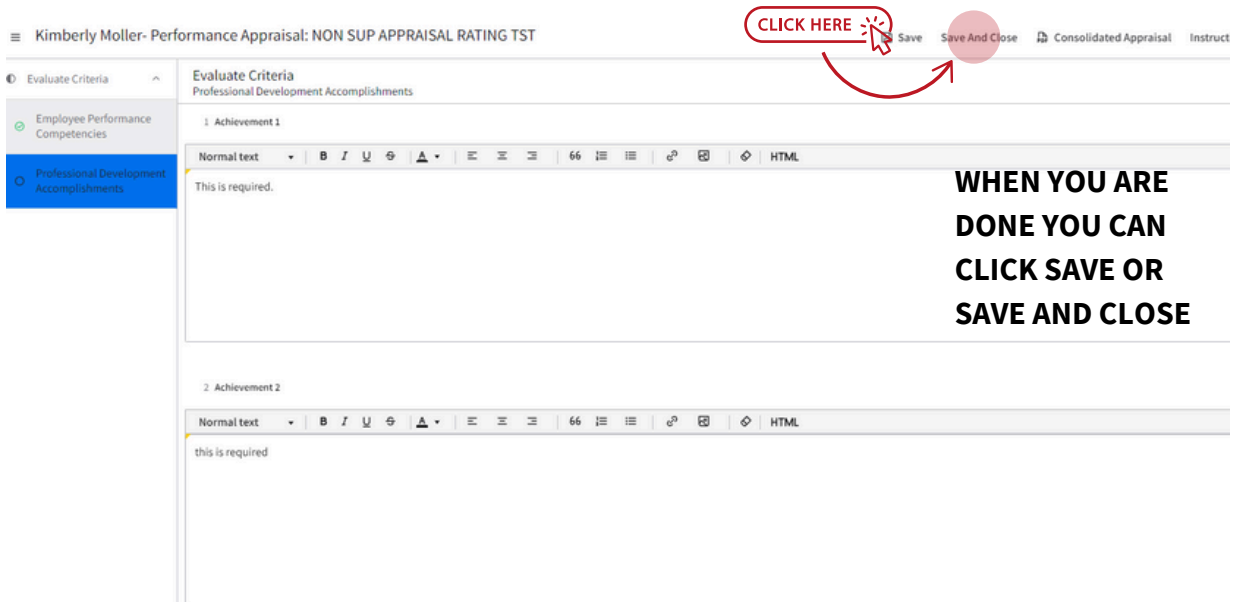 CLICK HERE
Kimberly Moller- Performance Appraisal: NON SUP APPRAISAL RATING TST
Save
Save And Close
Consolidated Appraisal
Instruct
Evaluate Criteria
Employee Performance
Competencies
Professional Development
Accomplishments
Evaluate Criteria
Professional Development Accomplishments
1 Achievement 1
Normal text B I U S A 66 HTML
This is required.
WHEN YOU ARE
DONE YOU CAN
CLICK SAVE OR
SAVE AND CLOSE
2 Achievement 2
Normal text B I U S A 66 HTML
this is required